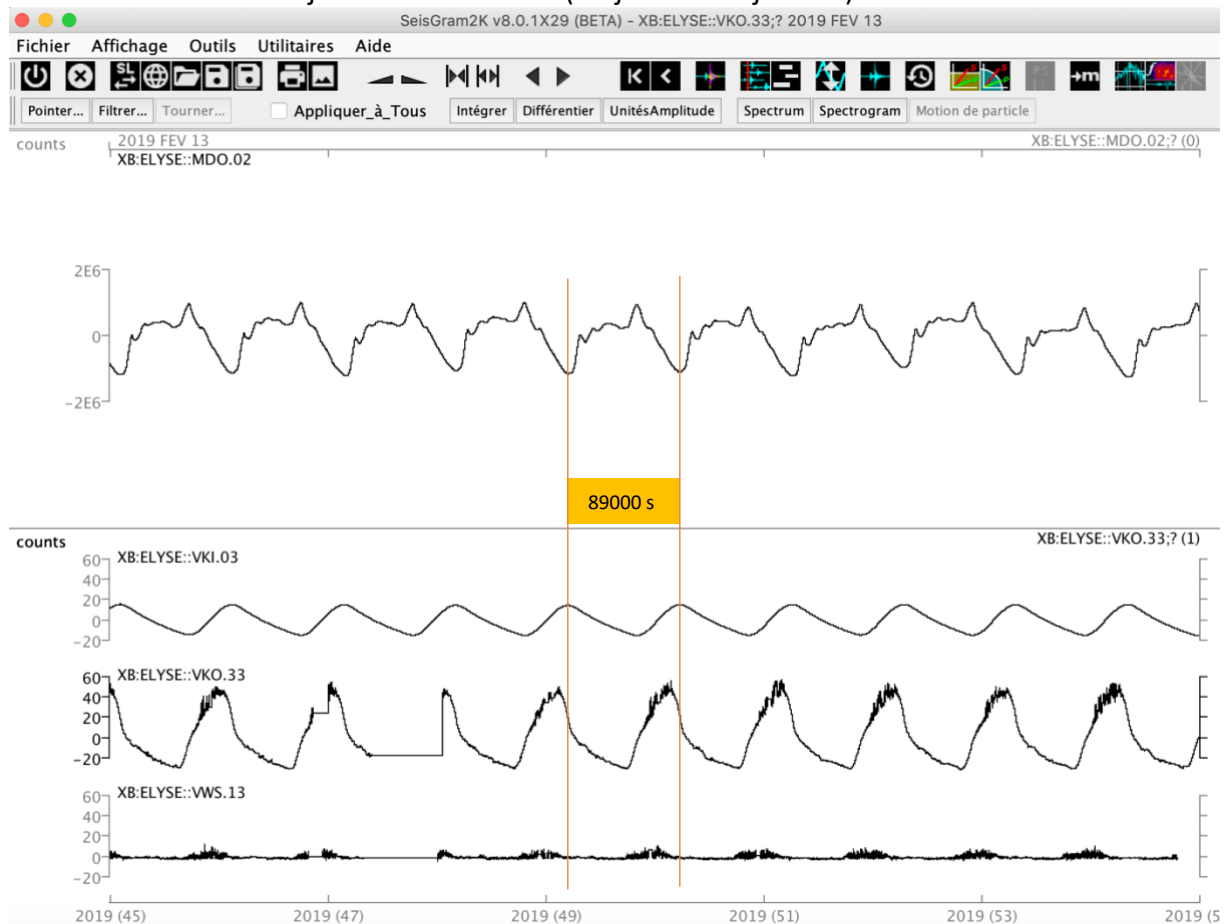 SeisGram2K v8.0.1X29 (BETA) - XB:ELYSE::VKO.33;? 2019 FEV 13
Fichier Affichage Outils Utilitaires Aide
SL
→m
Pointer... Filtrer... Tourner... Appliquer_à_Tous Intégrer Différentier UnitésAmplitude Spectrum Spectrogram Motion de particle
counts 2019 FEV 13 XB:ELYSE::MDO.02;? (0)
XB:ELYSE::MDO.02
2E6
0
-2E6
89000 s
counts XB:ELYSE::VKO.33;? (1)
60 XB:ELYSE::VKI.03
40
20
0
-20
60 XB:ELYSE::VKO.33
40
20
0
-20
60 XB:ELYSE::VWS.13
40
20
0
-20
2019 (45) 2019 (47) 2019 (49) 2019 (51) 2019 (53) 2019 (5